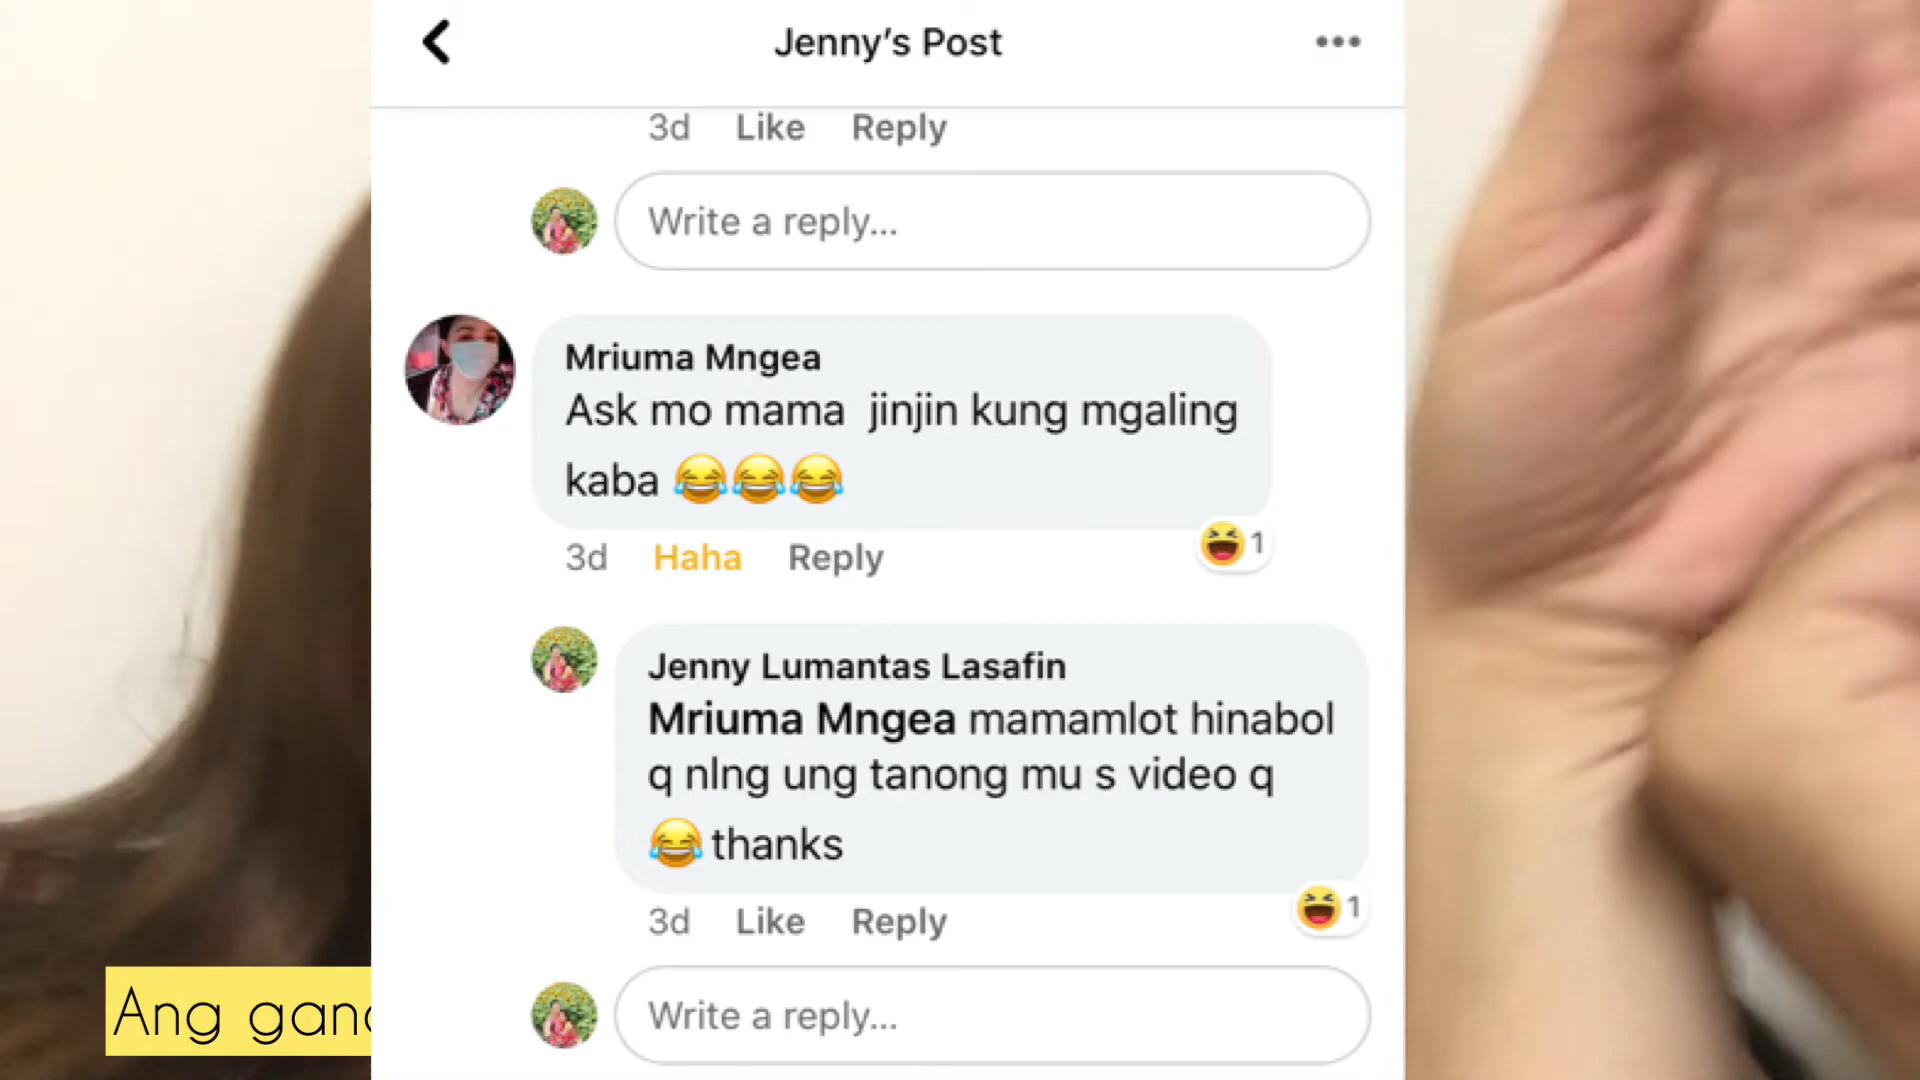 Jenny’s Post
3d Like Reply
Write a reply...
Mriuma Mngea
Ask mo mama jinjin kung mgaling
kaba 😂😂😂
3d Haha Reply
😆 1
Jenny Lumantas Lasafin
Mriuma Mngea mamamlot hinabol
q nlng ung tanong mu s video q
😂 thanks
3d Like Reply
😆 1
Write a reply...
Ang